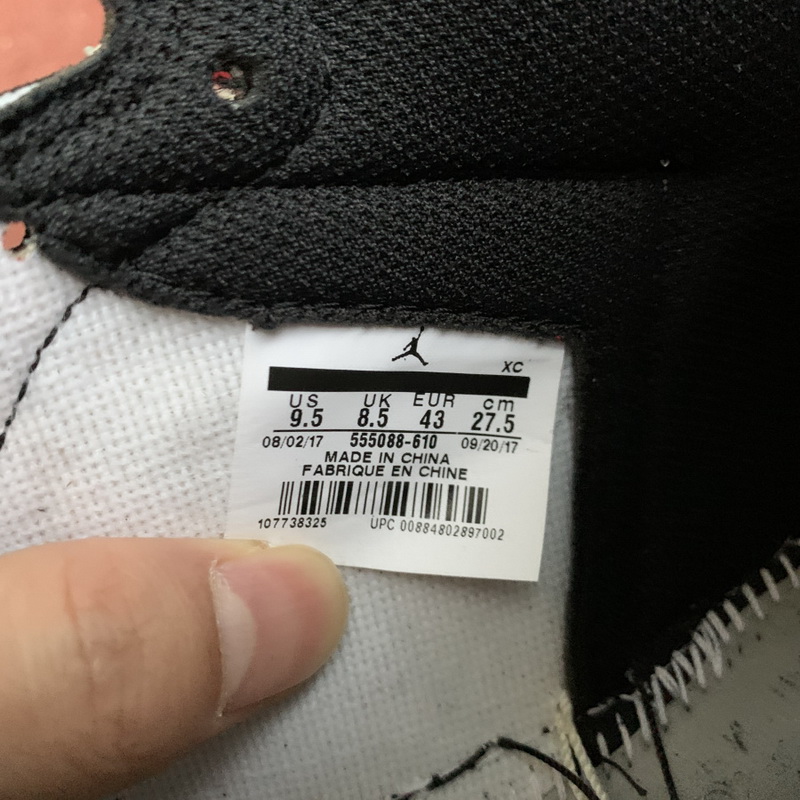 XC
US UK EUR cm
9.5 8.5 43 27.5
08/02/17 555088-610 09/20/17
MADE IN CHINA
FABRIQUE EN CHINE
107738325 UPC 00884802897002